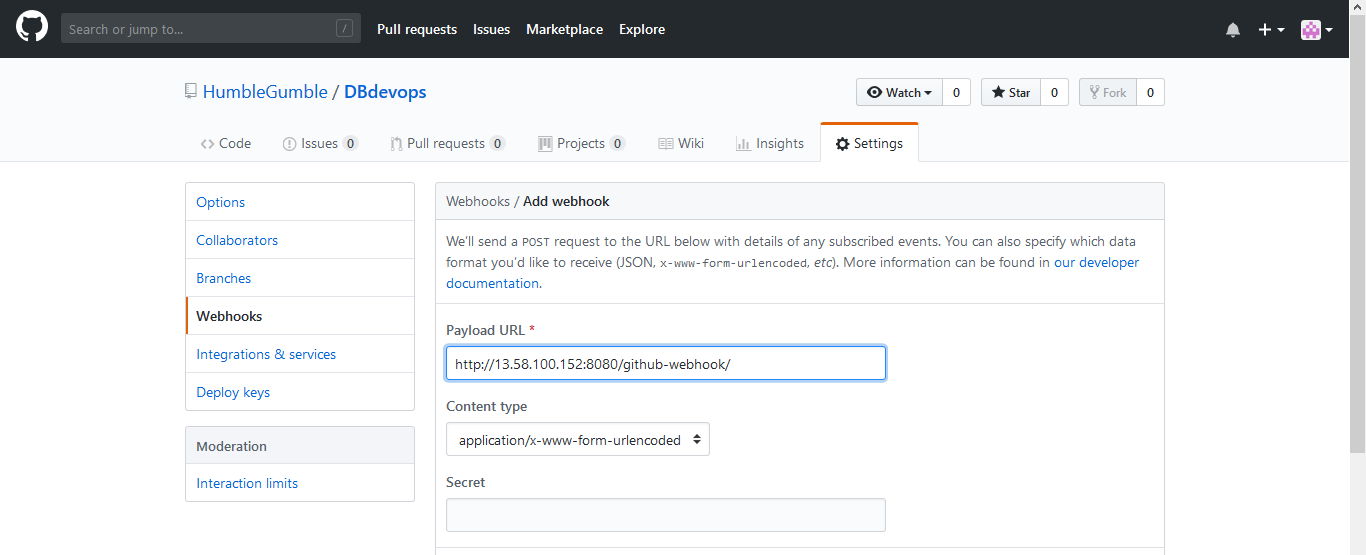 Search or jump to... / Pull requests Issues Marketplace Explore
HumbleGumble / DBdevops Watch 0 Star 0 Fork 0
Code Issues 0 Pull requests 0 Projects 0 Wiki Insights Settings
Options
Collaborators
Branches
Webhooks
Integrations & services
Deploy keys
Moderation
Interaction limits
Webhooks / Add webhook
We'll send a POST request to the URL below with details of any subscribed events. You can also specify which data
format you'd like to receive (JSON, x-www-form-urlencoded, etc). More information can be found in our developer
documentation.
Payload URL *
http://13.58.100.152:8080/github-webhook/
Content type
application/x-www-form-urlencoded
Secret